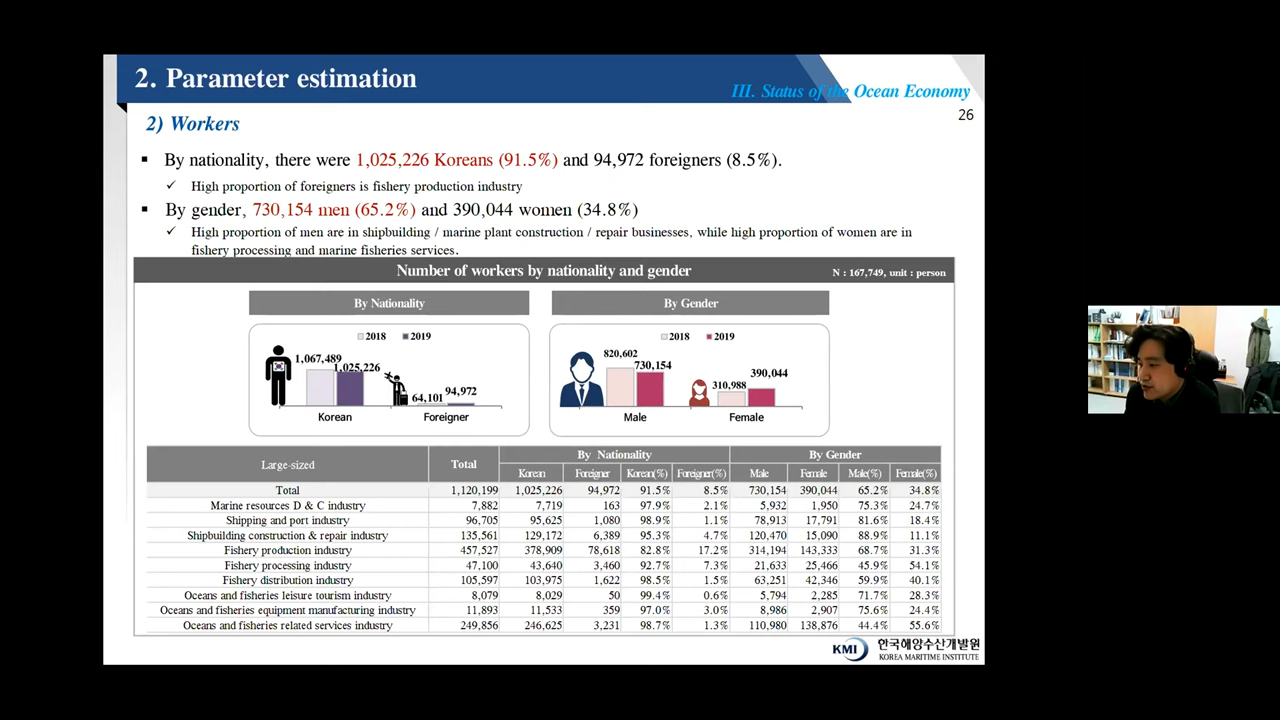 2. Parameter estimation
III. Status of the Ocean Economy
26
2) Workers
▪ By nationality, there were 1,025,226 Koreans (91.5%) and 94,972 foreigners (8.5%).
✓ High proportion of foreigners is fishery production industry
▪ By gender, 730,154 men (65.2%) and 390,044 women (34.8%)
✓ High proportion of men are in shipbuilding / marine plant construction / repair businesses, while high proportion of women are in
fishery processing and marine fisheries services.
Number of workers by nationality and gender
N : 167,749, unit : person
By Nationality
2018 2019
1,067,489 1,025,226 64,101 94,972
Korean Foreigner
By Gender
2018 2019
820,602 730,154 310,988 390,044
Male Female
Large-sized Total By Nationality By Gender
Korean Foreigner Korean(%) Foreigner(%) Male Female Male(%) Female(%)
Total 1,120,199 1,025,226 94,972 91.5% 8.5% 730,154 390,044 65.2% 34.8%
Marine resources D & C industry 7,882 7,719 163 97.9% 2.1% 5,932 1,950 75.3% 24.7%
Shipping and port industry 96,705 95,625 1,080 98.9% 1.1% 78,913 17,791 81.6% 18.4%
Shipbuilding construction & repair industry 135,561 129,172 6,389 95.3% 4.7% 120,470 15,090 88.9% 11.1%
Fishery production industry 457,527 378,909 78,618 82.8% 17.2% 314,194 143,333 68.7% 31.3%
Fishery processing industry 47,100 43,640 3,460 92.7% 7.3% 21,633 25,466 45.9% 54.1%
Fishery distribution industry 105,597 103,975 1,622 98.5% 1.5% 63,251 42,346 59.9% 40.1%
Oceans and fisheries leisure tourism industry 8,079 8,029 50 99.4% 0.6% 5,794 2,285 71.7% 28.3%
Oceans and fisheries equipment manufacturing industry 11,893 11,533 359 97.0% 3.0% 8,986 2,907 75.6% 24.4%
Oceans and fisheries related services industry 249,856 246,625 3,231 98.7% 1.3% 110,980 138,876 44.4% 55.6%
KMI 한국해양수산개발원
KOREA MARITIME INSTITUTE